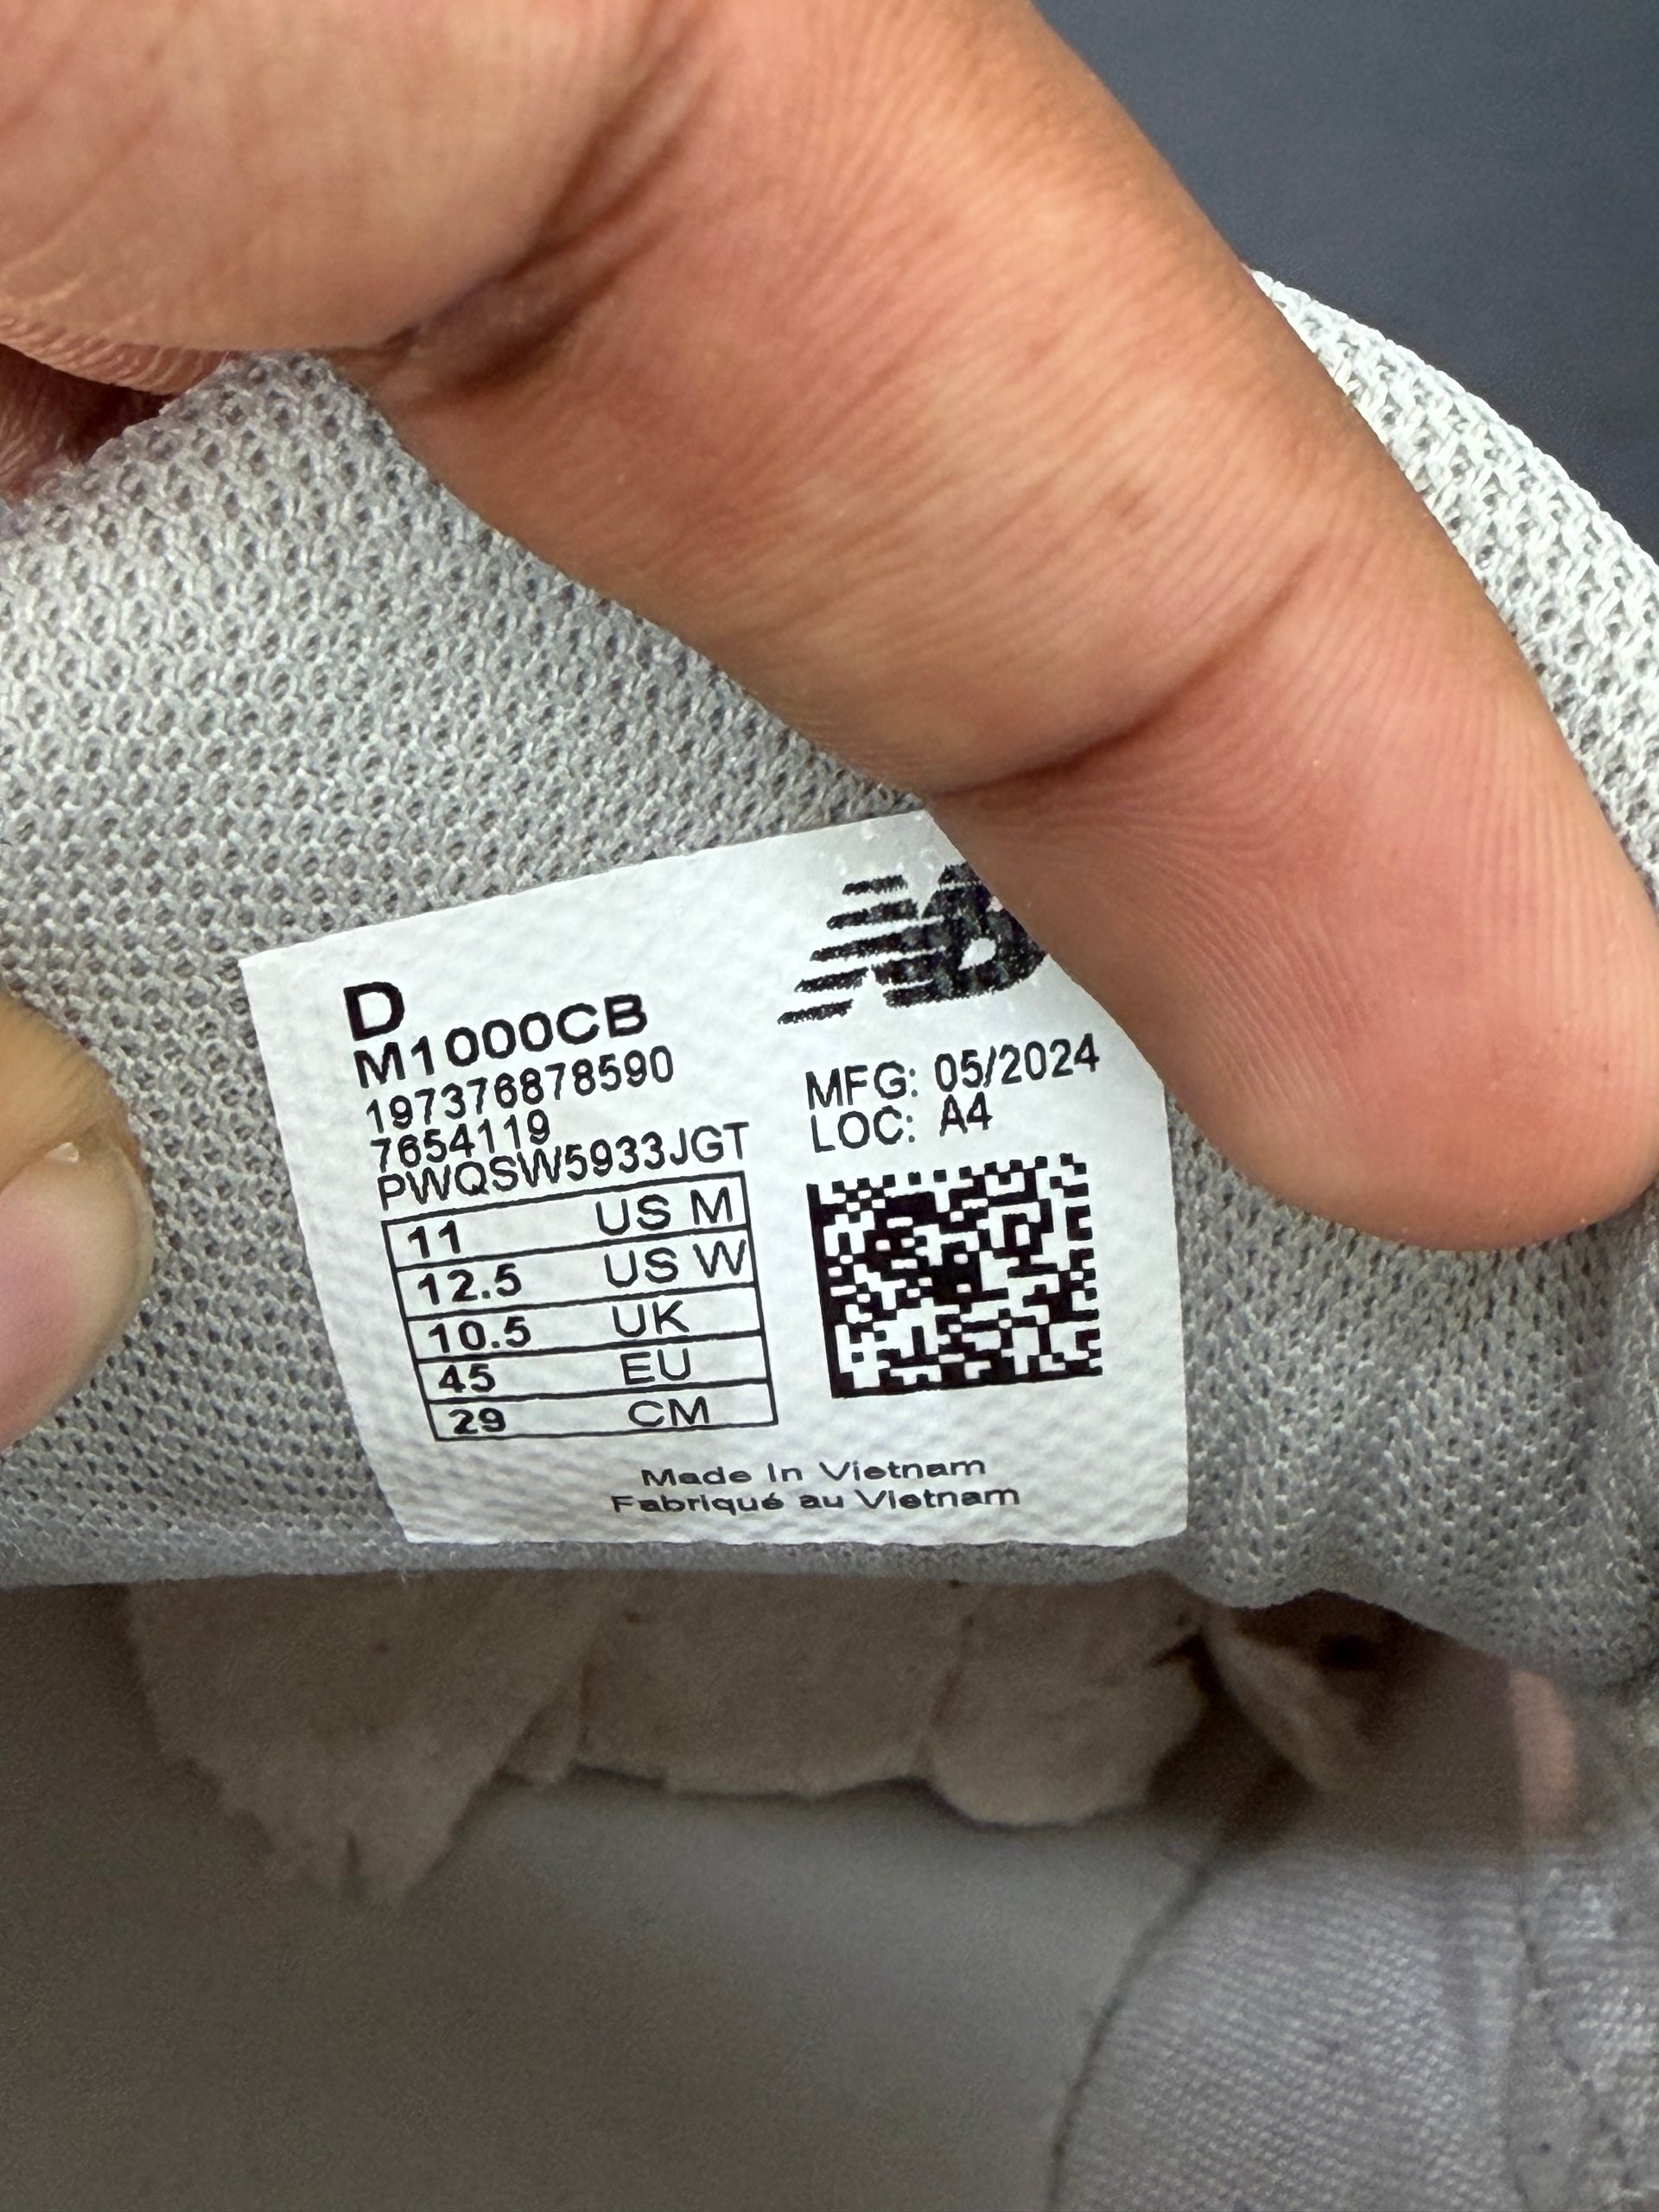 D
M1000CB
197376878590
7654119
PWQSW5933JGT
11 US M
12.5 US W
10.5 UK
45 EU
29 CM
NB
MFG: 05/2024
LOC: A4
Made In Vietnam
Fabriqué au Vietnam